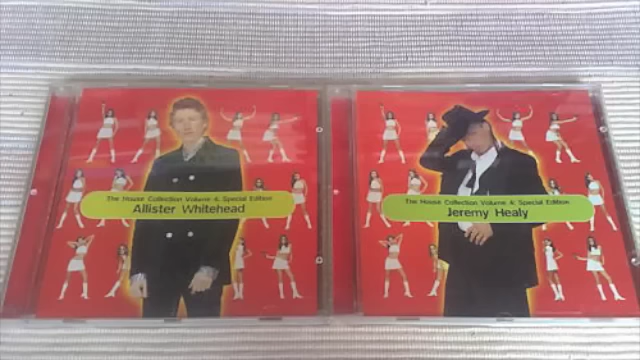 The House Collection Volume 4: Special Edition
Allister Whitehead
The House Collection Volume 4: Special Edition
Jeremy Healy